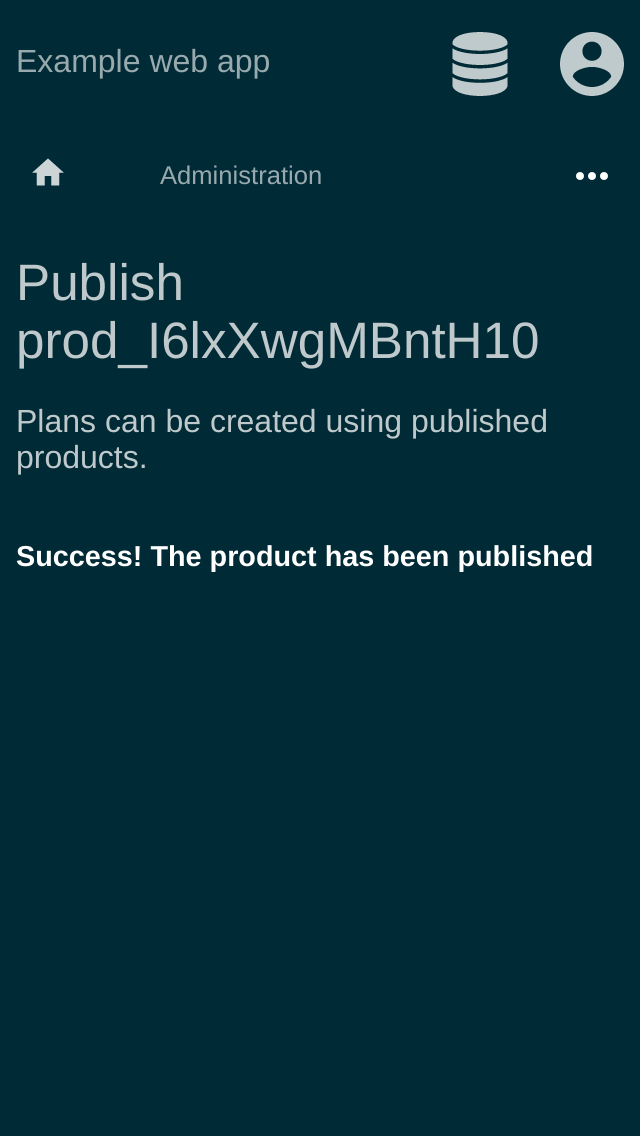 Example web app
Administration
Publish
prod_I6lxXwgMBntH10
Plans can be created using published
products.
Success! The product has been published